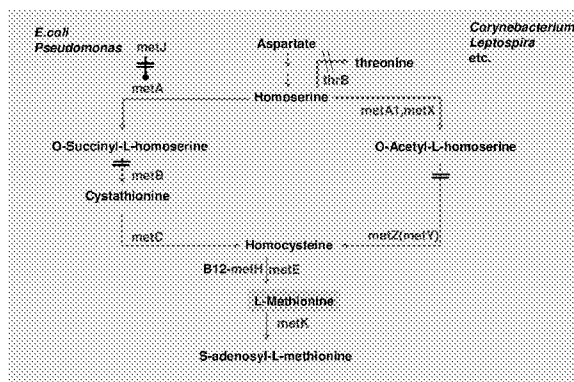 E.coli
Pseudomonas
metJ
metA
Aspartate
threonine
thrB
Homoserine
Corynebacterium
Leptospira
etc.
metA1,metX
O-Succinyl-L-homoserine
O-Acetyl-L-homoserine
metB
Cystathionine
metC
Homocysteine
metZ(metY)
B12-metH metE
L-Methionine
metK
S-adenosyl-L-methionine